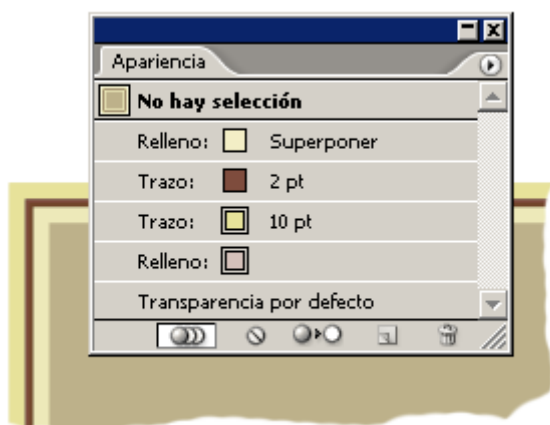 Apariencia
No hay selección
Relleno: Superponer
Trazo: 2 pt
Trazo: 10 pt
Relleno:
Transparencia por defecto